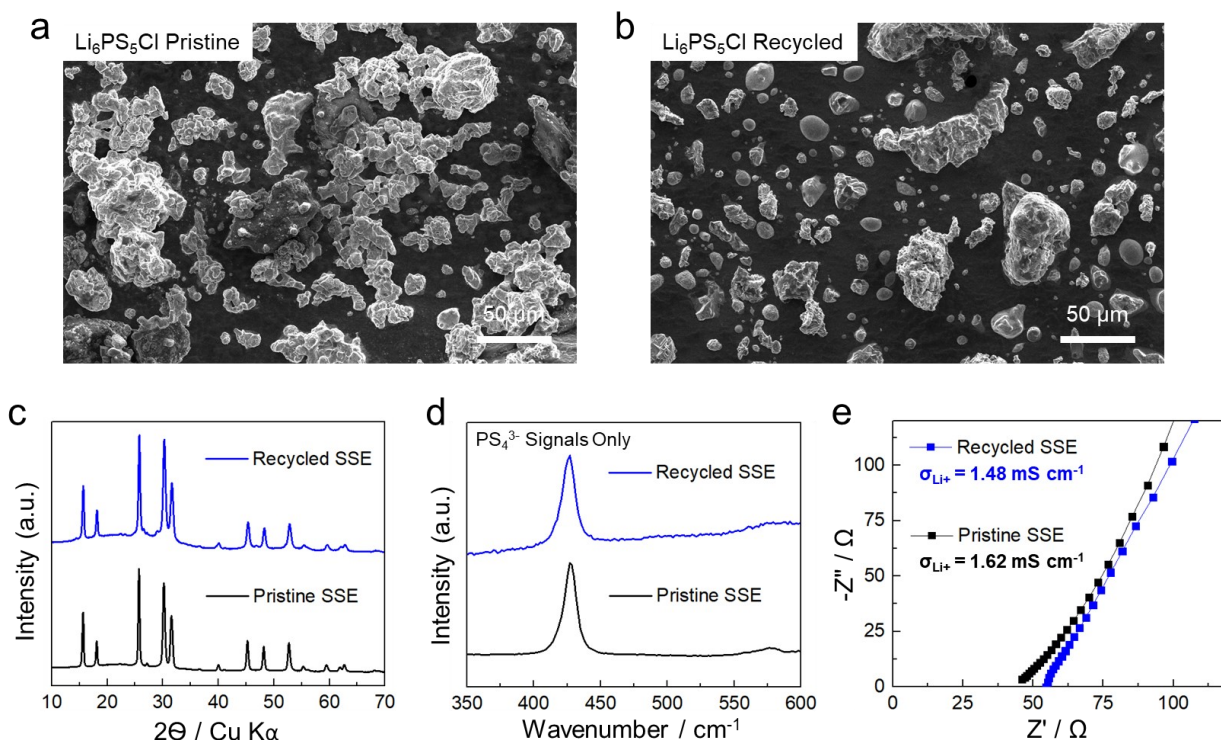 a
Li₆PS₅Cl Pristine
50 µm
b
Li₆PS₅Cl Recycled
50 µm
c
Intensity (a.u.)
Recycled SSE
Pristine SSE
10 20 30 40 50 60 70
2Θ / Cu Kα
d
Intensity (a.u.)
PS₄³⁻ Signals Only
Recycled SSE
Pristine SSE
350 400 450 500 550 600
Wavenumber / cm⁻¹
e
-Z'' / Ω
100
75
50
25
0
Recycled SSE
σLi+ = 1.48 mS cm⁻¹
Pristine SSE
σLi+ = 1.62 mS cm⁻¹
0 25 50 75 100
Z' / Ω